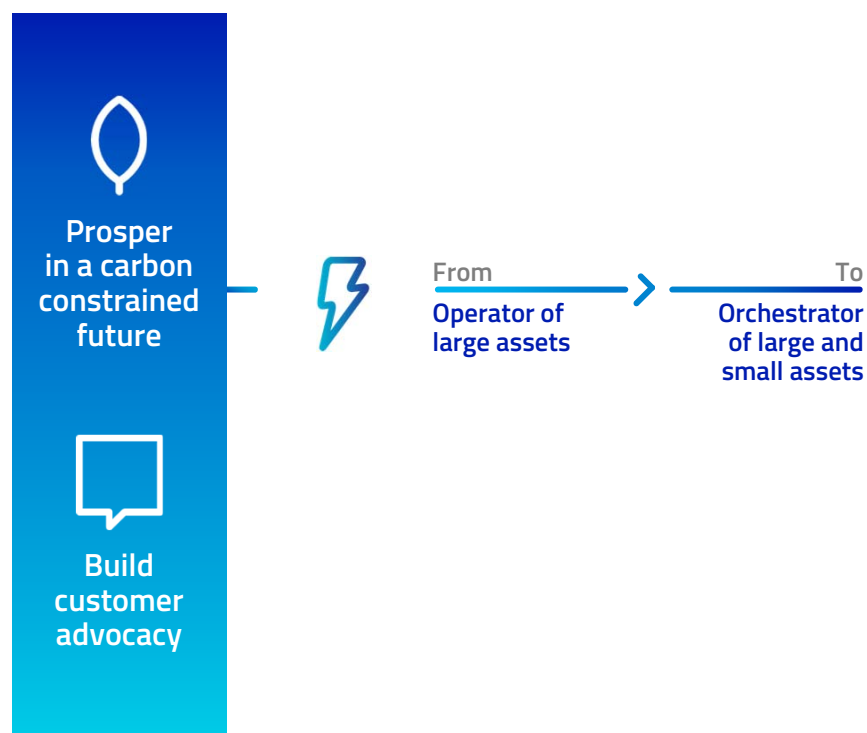 Prosper
in a carbon
constrained
future
Build
customer
advocacy
From
Operator of
large assets
To
Orchestrator
of large and
small assets